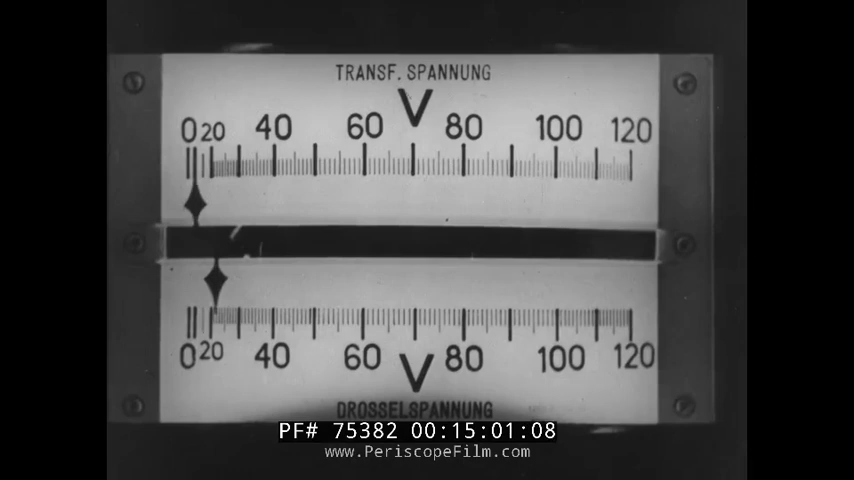 TRANSF. SPANNUNG
V
0 20 40 60 80 100 120
0 20 40 60 80 100 120
V
DROSSELSPANNUNG
PF# 75382 00:15:01:08
www.PeriscopeFilm.com